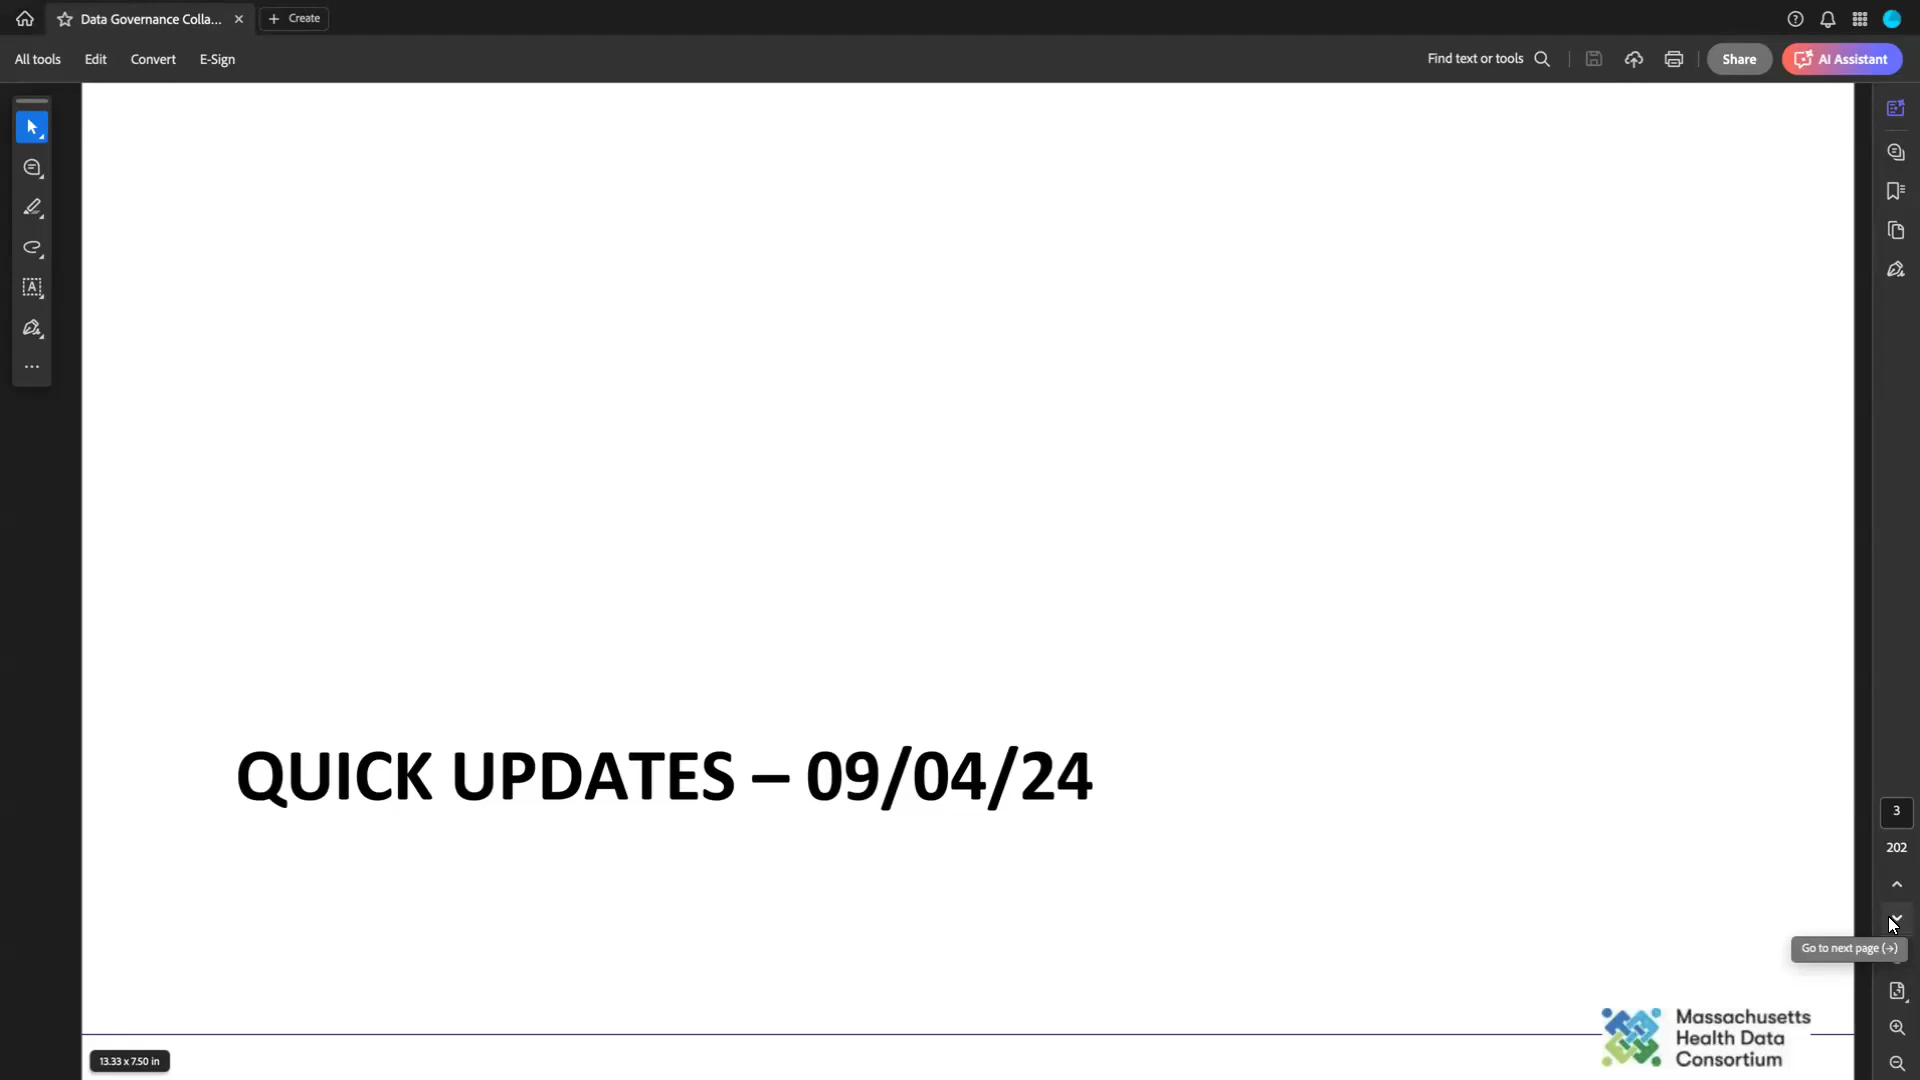 Data Governance Colla...
Create
All tools
Edit
Convert
E-Sign
Find text or tools
Share
AI Assistant
QUICK UPDATES – 09/04/24
3
202
Go to next page (→)
Massachusetts
Health Data
Consortium
13.33 x 7.50 in